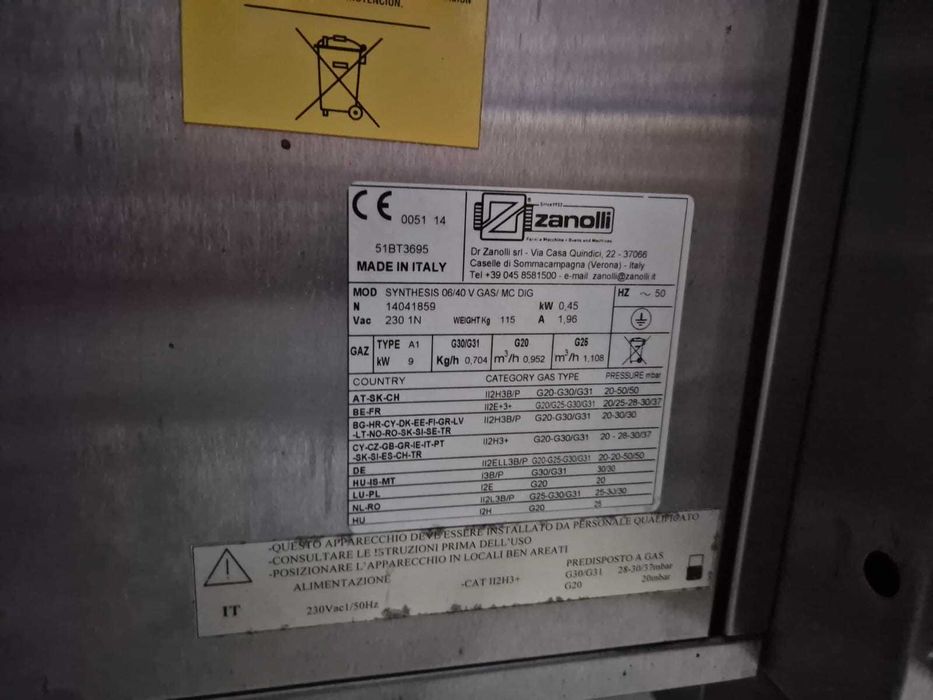 CE 0051 14
51BT3695
MADE IN ITALY
Since 1952
zanolli
Forni e Macchine • Ovens and Machines
Dr Zanolli srl - Via Casa Quindici, 22 - 37066
Caselle di Sommacampagna (Verona) - Italy
Tel +39 045 8581500 - e-mail zanolli@zanolli.it
MOD SYNTHESIS 06/40 V GAS/ MC DIG
N 14041859 kW 0,45 HZ ~ 50
Vac 230 1N WEIGHT Kg 115 A 1,96
GAZ TYPE A1 G30/G31 G20 G25
kW 9 Kg/h 0,704 m³/h 0,952 m³/h 1,108
COUNTRY CATEGORY GAS TYPE PRESSURE mbar
AT-SK-CH II2H3B/P G20-G30/G31 20-50/50
BE-FR II2E+3+ G20/G25-G30/G31 20/25-28-30/37
BG-HR-CY-DK-EE-FI-GR-LV II2H3B/P G20-G30/G31 20-30/30
-LT-NO-RO-SK-SI-SE-TR
CY-CZ-GB-GR-IE-IT-PT II2H3+ G20-G30/G31 20 - 28-30/37
-SK-SI-ES-CH-TR
DE II2ELL3B/P G20-G25-G30/G31 20-20-50/50
HU-IS-MT I3B/P G30/G31 30/30
LU-PL I2E G20 20
NL-RO II2L3B/P G25-G30/G31 25-30/30
HU I2H G20 25
-QUESTO APPARECCHIO DEVE ESSERE INSTALLATO DA PERSONALE QUALIFICATO
-CONSULTARE LE ISTRUZIONI PRIMA DELL'USO
-POSIZIONARE L'APPARECCHIO IN LOCALI BEN AREATI
ALIMENTAZIONE -CAT II2H3+ PREDISPOSTO A GAS
G30/G31 28-30/37mbar
IT 230Vac1/50Hz G20 20mbar